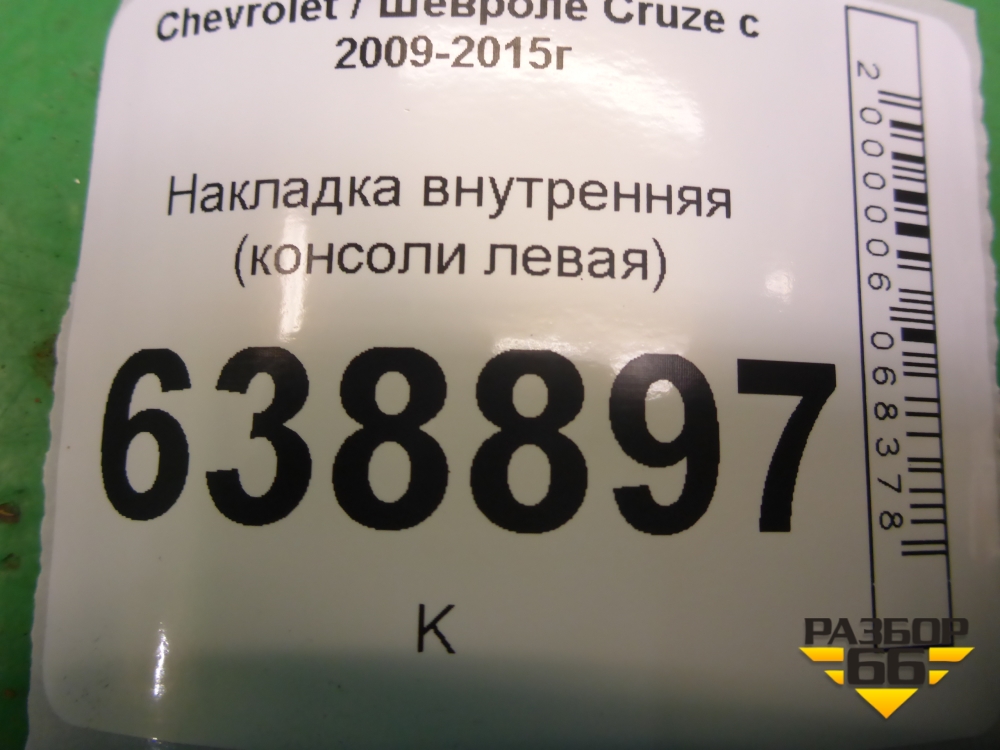 Chevrolet / Шевроле Cruze с
2009-2015г
Накладка внутренняя
(консоли левая)
638897
К
2000006068378
РАЗБОР
66